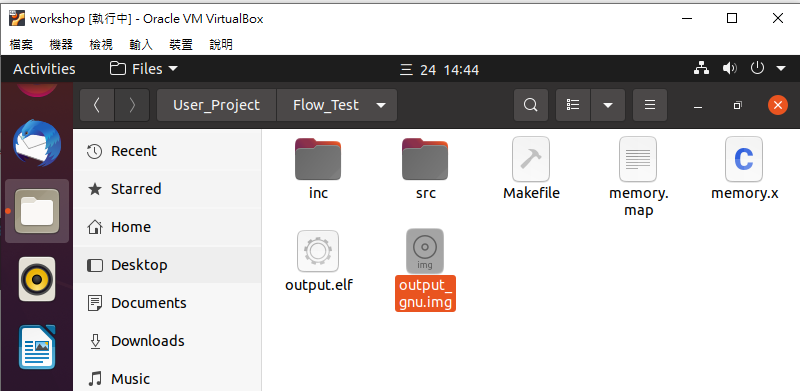 workshop [執行中] - Oracle VM VirtualBox
檔案 機器 檢視 輸入 裝置 說明
Activities Files 三 24 14:44
User_Project Flow_Test
Recent
Starred
Home
Desktop
Documents
Downloads
Music
inc src Makefile memory. memory.x
map
output.elf output_
gnu.img
img
C